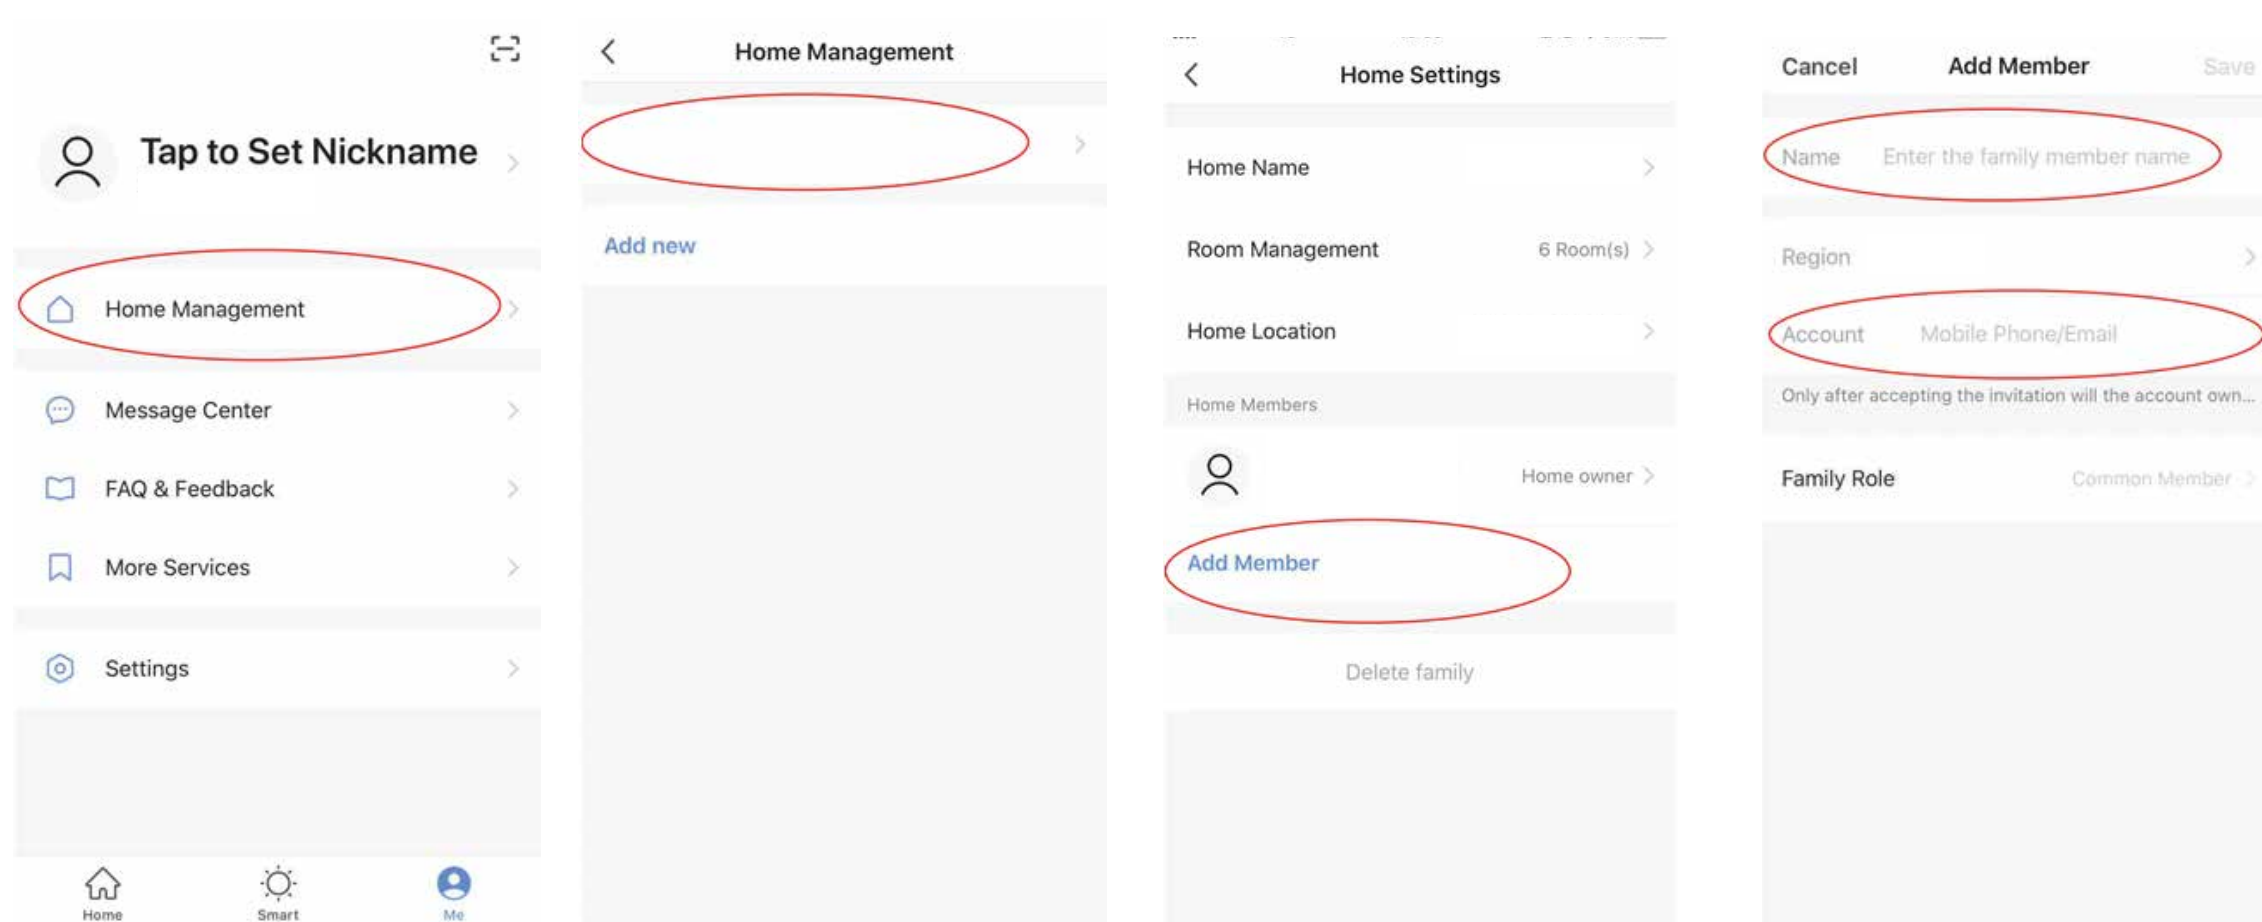 Tap to Set Nickname
Home Management
Message Center
FAQ & Feedback
More Services
Settings
Home
Smart
Me
Home Management
Add new
Home Settings
Home Name
Room Management 6 Room(s)
Home Location
Home Members
Home owner
Add Member
Delete family
Cancel Add Member Save
Name Enter the family member name
Region
Account Mobile Phone/Email
Only after accepting the invitation will the account own...
Family Role Common Member